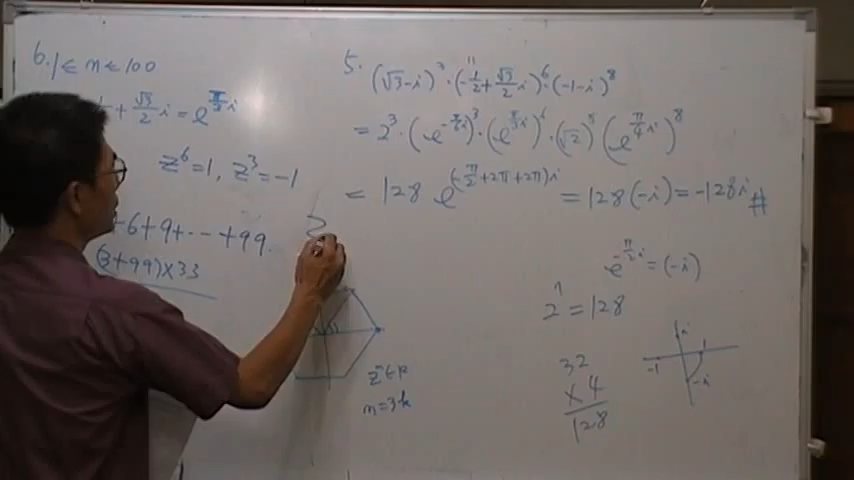 6. 1 ≤ n ≤ 100
+ √3/2 i = e^(π/3 i)
z^6 = 1, z^3 = -1
+6+9+ ... +99.
(3+99)×33
z^n ∈ R
n=3k
5. (√3-i)^3 · (-1/2 + √3/2 i)^6 · (-1-i)^8
= 2^3 · (e^(-π/6 i))^3 · (e^(π/3 i))^6 · (√2)^8 (e^(π/4 i))^8
= 128 e^((-π/2+2π+2π)i) = 128(-i) = -128i #
e^(-π/2 i) = (-i)
2^7 = 128
32
× 4
128
i
-1
1
-i